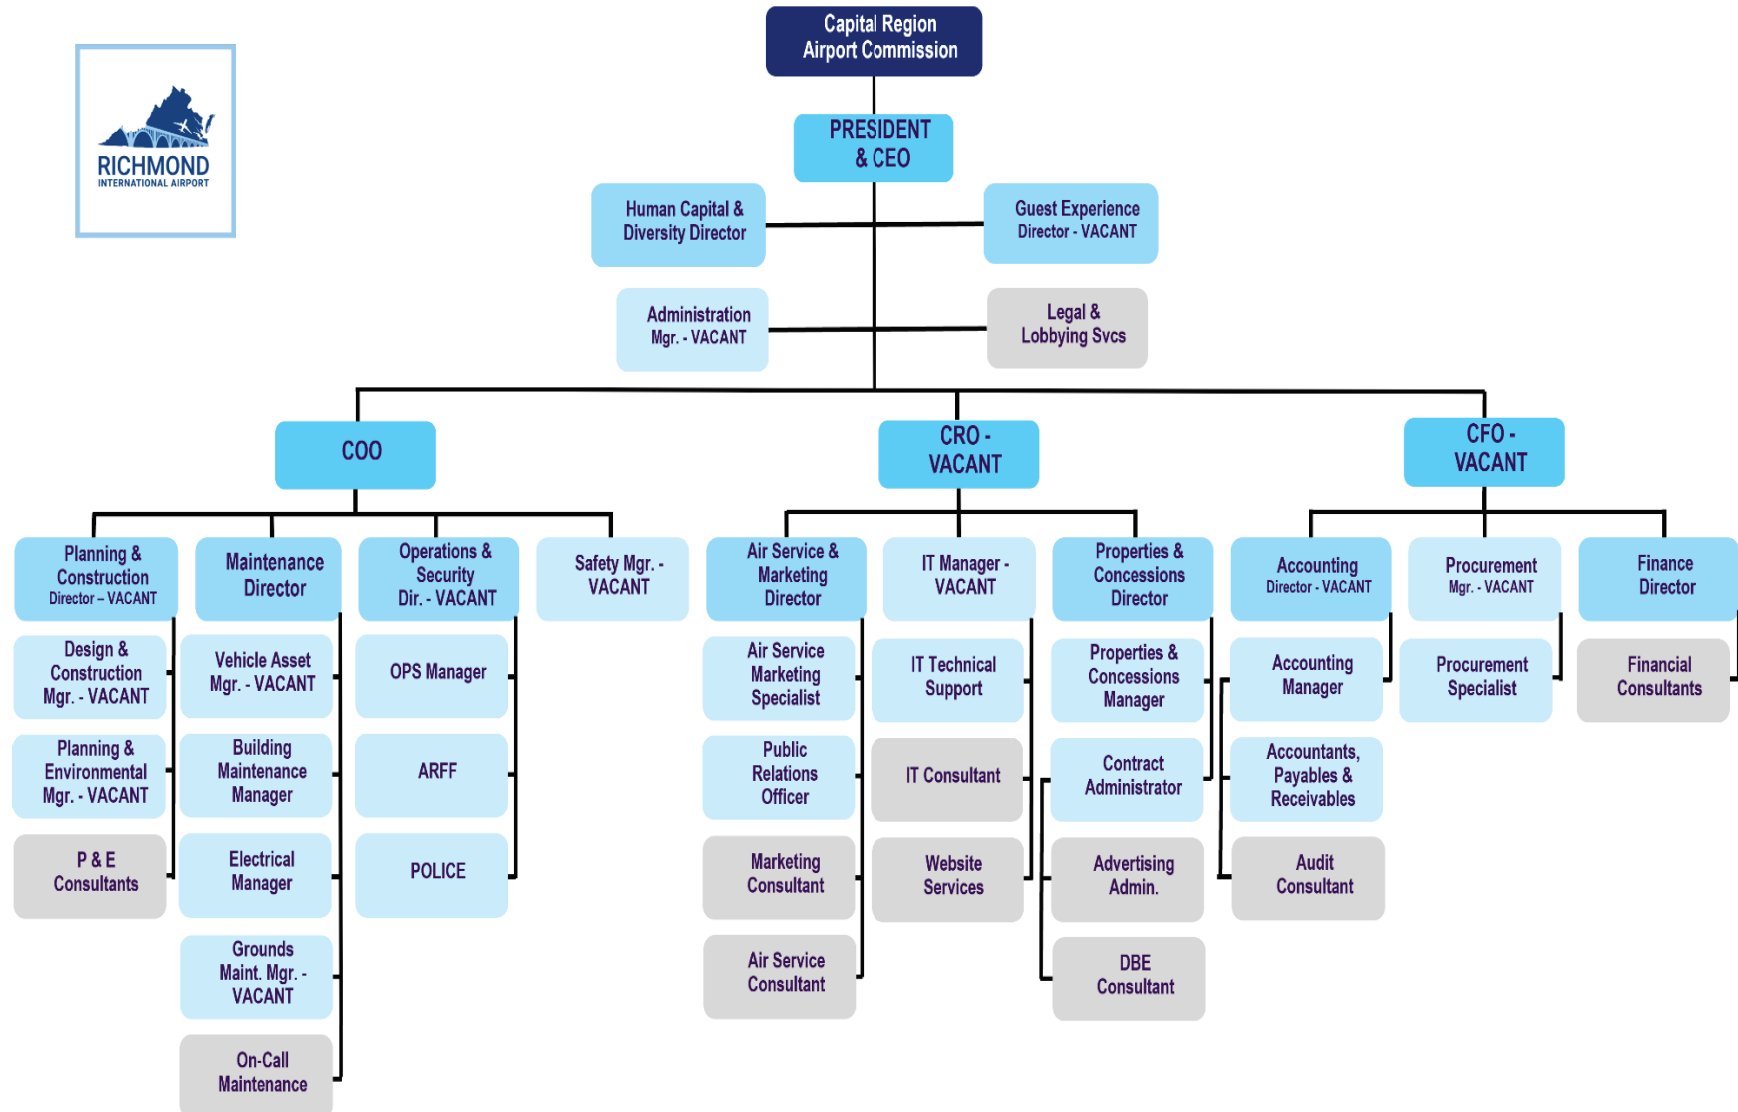 Capital Region
Airport Commission
RICHMOND
INTERNATIONAL AIRPORT
PRESIDENT
& CEO
Human Capital &
Diversity Director
Guest Experience
Director - VACANT
Administration
Mgr. - VACANT
Legal &
Lobbying Svcs
COO
CRO -
VACANT
CFO -
VACANT
Planning &
Construction
Director – VACANT
Maintenance
Director
Operations &
Security
Dir. - VACANT
Safety Mgr. -
VACANT
Air Service &
Marketing
Director
IT Manager -
VACANT
Properties &
Concessions
Director
Accounting
Director - VACANT
Procurement
Mgr. - VACANT
Finance
Director
Design &
Construction
Mgr. - VACANT
Vehicle Asset
Mgr. - VACANT
OPS Manager
Air Service
Marketing
Specialist
IT Technical
Support
Properties &
Concessions
Manager
Accounting
Manager
Procurement
Specialist
Financial
Consultants
Planning &
Environmental
Mgr. - VACANT
Building
Maintenance
Manager
ARFF
Public
Relations
Officer
IT Consultant
Contract
Administrator
Accountants,
Payables &
Receivables
P & E
Consultants
Electrical
Manager
POLICE
Marketing
Consultant
Website
Services
Advertising
Admin.
Audit
Consultant
Grounds
Maint. Mgr. -
VACANT
Air Service
Consultant
DBE
Consultant
On-Call
Maintenance